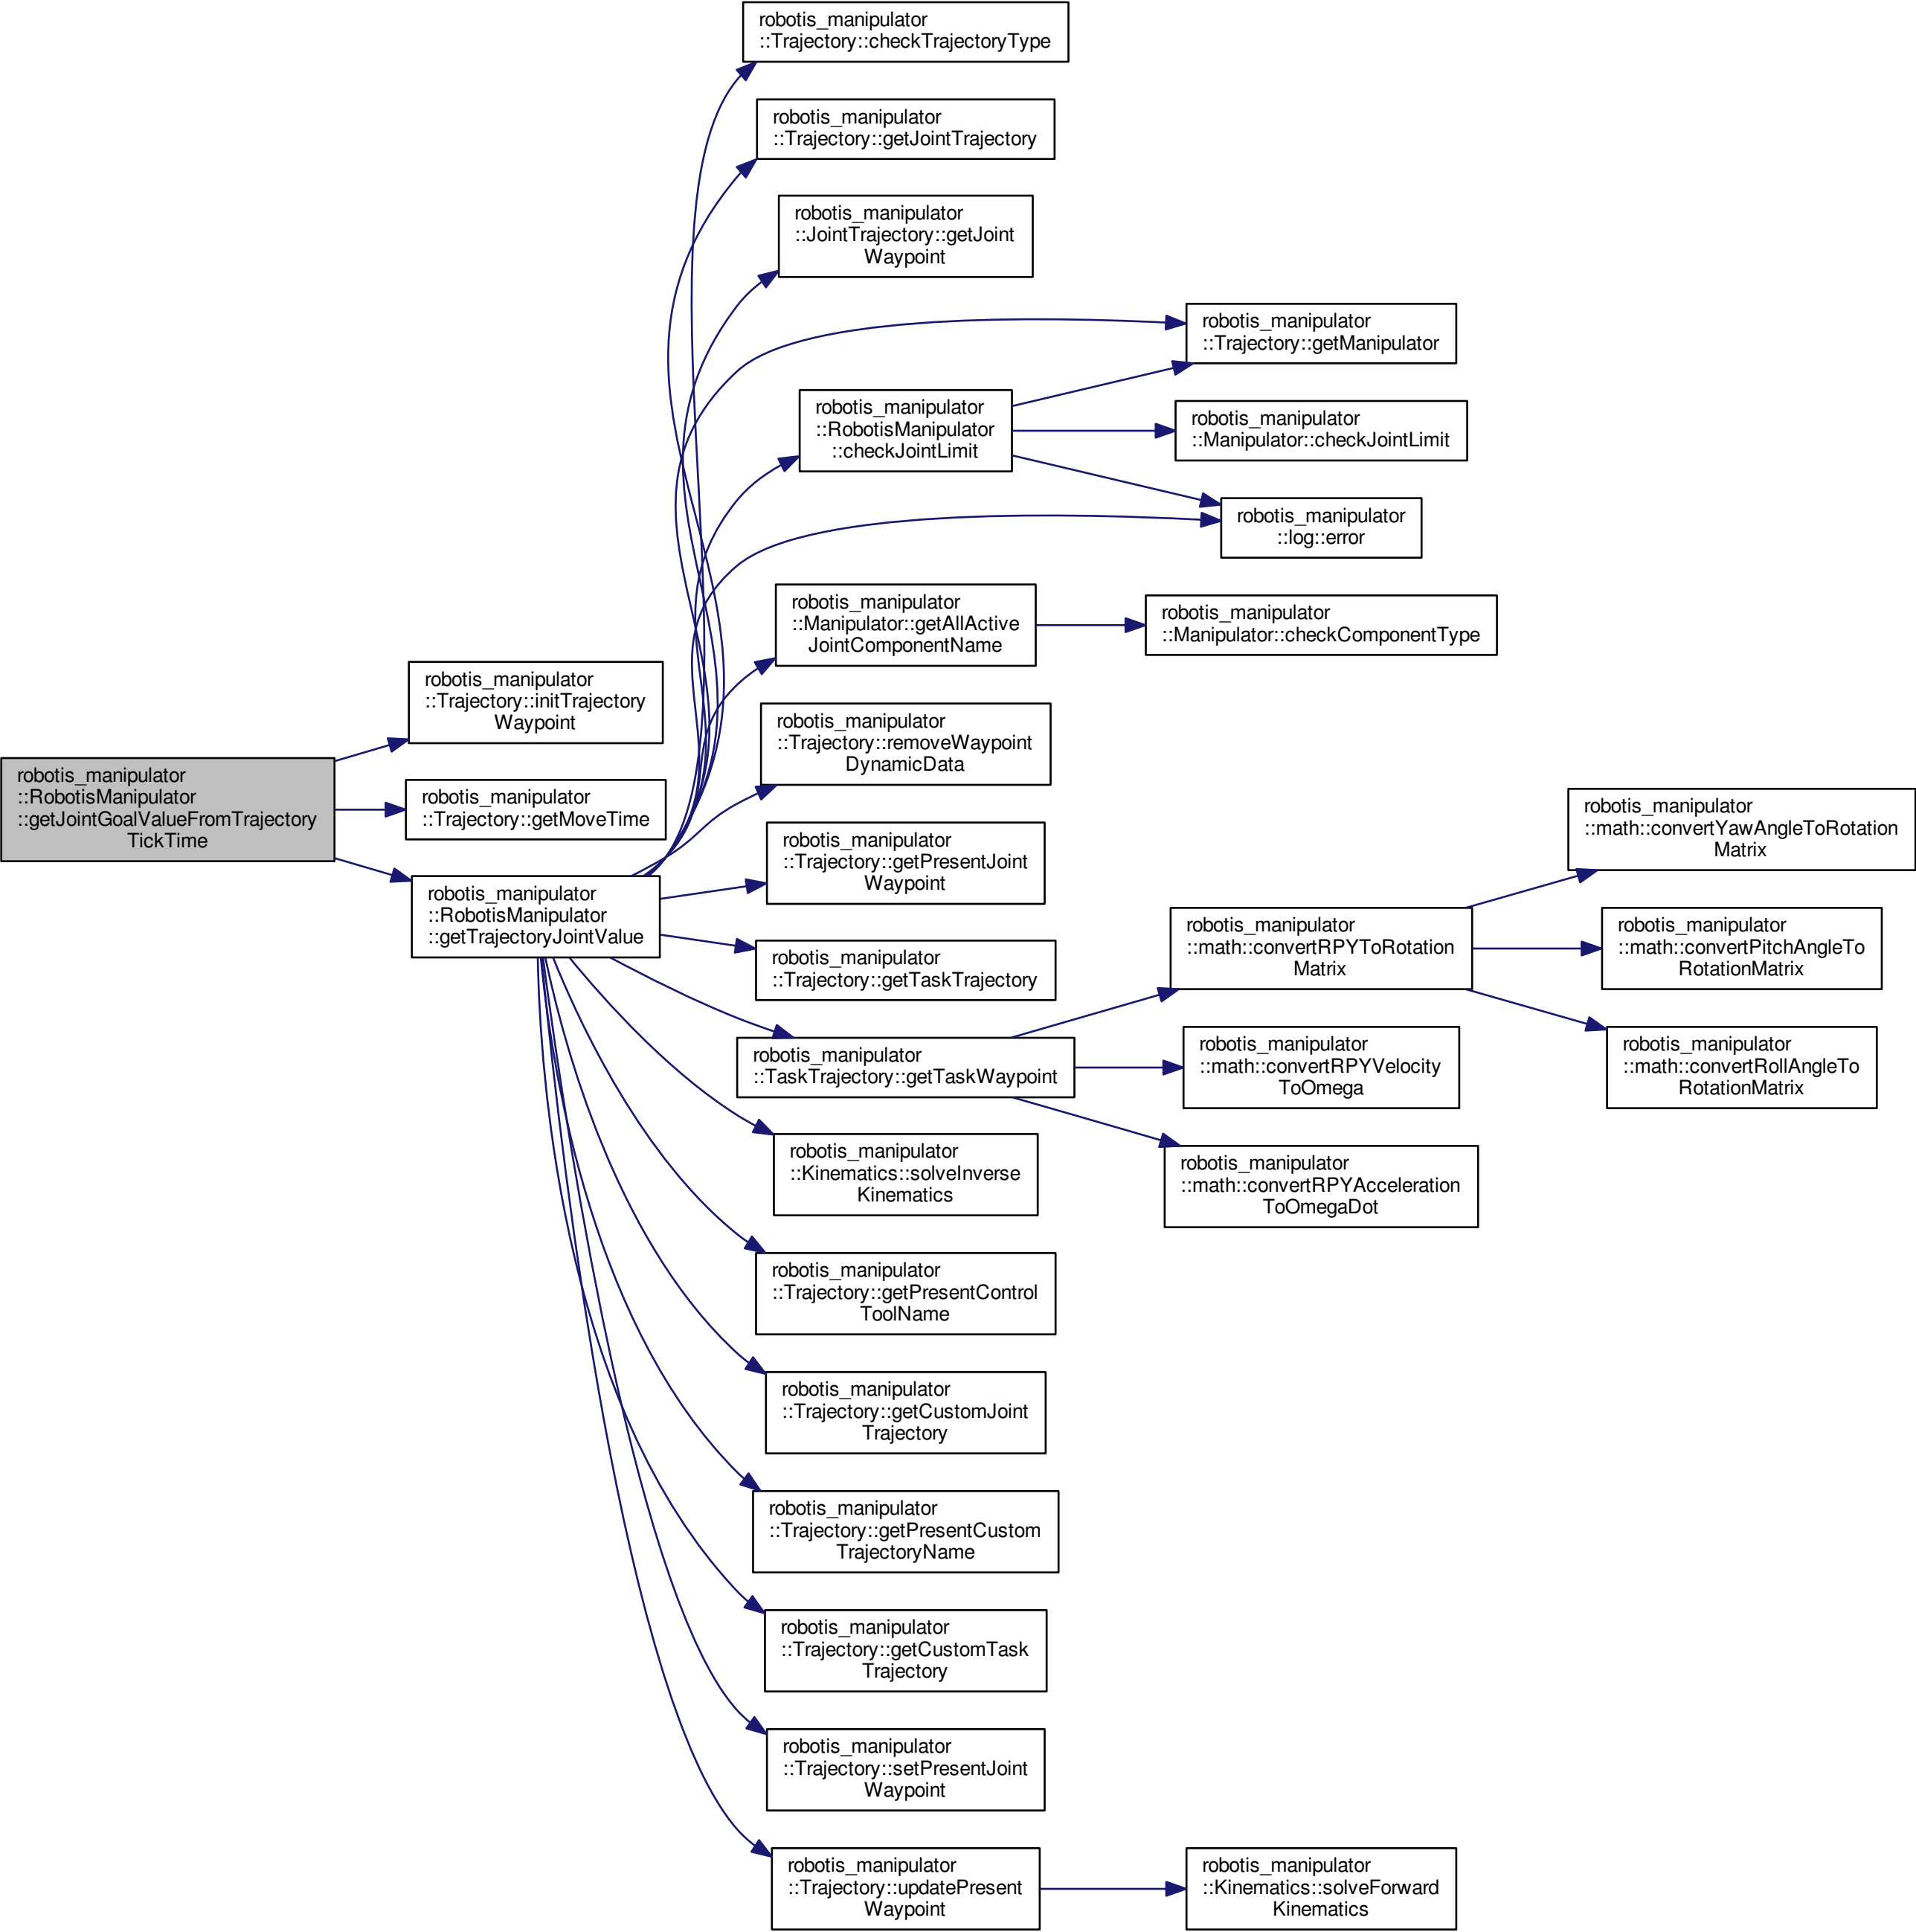 robotis_manipulator
::RobotisManipulator
::getJointGoalValueFromTrajectory
TickTime
robotis_manipulator
::Trajectory::initTrajectory
Waypoint
robotis_manipulator
::Trajectory::getMoveTime
robotis_manipulator
::RobotisManipulator
::getTrajectoryJointValue
robotis_manipulator
::Trajectory::checkTrajectoryType
robotis_manipulator
::Trajectory::getJointTrajectory
robotis_manipulator
::JointTrajectory::getJoint
Waypoint
robotis_manipulator
::RobotisManipulator
::checkJointLimit
robotis_manipulator
::Manipulator::getAllActive
JointComponentName
robotis_manipulator
::Trajectory::removeWaypoint
DynamicData
robotis_manipulator
::Trajectory::getPresentJoint
Waypoint
robotis_manipulator
::Trajectory::getTaskTrajectory
robotis_manipulator
::TaskTrajectory::getTaskWaypoint
robotis_manipulator
::Kinematics::solveInverse
Kinematics
robotis_manipulator
::Trajectory::getPresentControl
ToolName
robotis_manipulator
::Trajectory::getCustomJoint
Trajectory
robotis_manipulator
::Trajectory::getPresentCustom
TrajectoryName
robotis_manipulator
::Trajectory::getCustomTask
Trajectory
robotis_manipulator
::Trajectory::setPresentJoint
Waypoint
robotis_manipulator
::Trajectory::updatePresent
Waypoint
robotis_manipulator
::Trajectory::getManipulator
robotis_manipulator
::Manipulator::checkJointLimit
robotis_manipulator
::log::error
robotis_manipulator
::Manipulator::checkComponentType
robotis_manipulator
::math::convertRPYToRotation
Matrix
robotis_manipulator
::math::convertRPYVelocity
ToOmega
robotis_manipulator
::math::convertRPYAcceleration
ToOmegaDot
robotis_manipulator
::Kinematics::solveForward
Kinematics
robotis_manipulator
::math::convertYawAngleToRotation
Matrix
robotis_manipulator
::math::convertPitchAngleTo
RotationMatrix
robotis_manipulator
::math::convertRollAngleTo
RotationMatrix